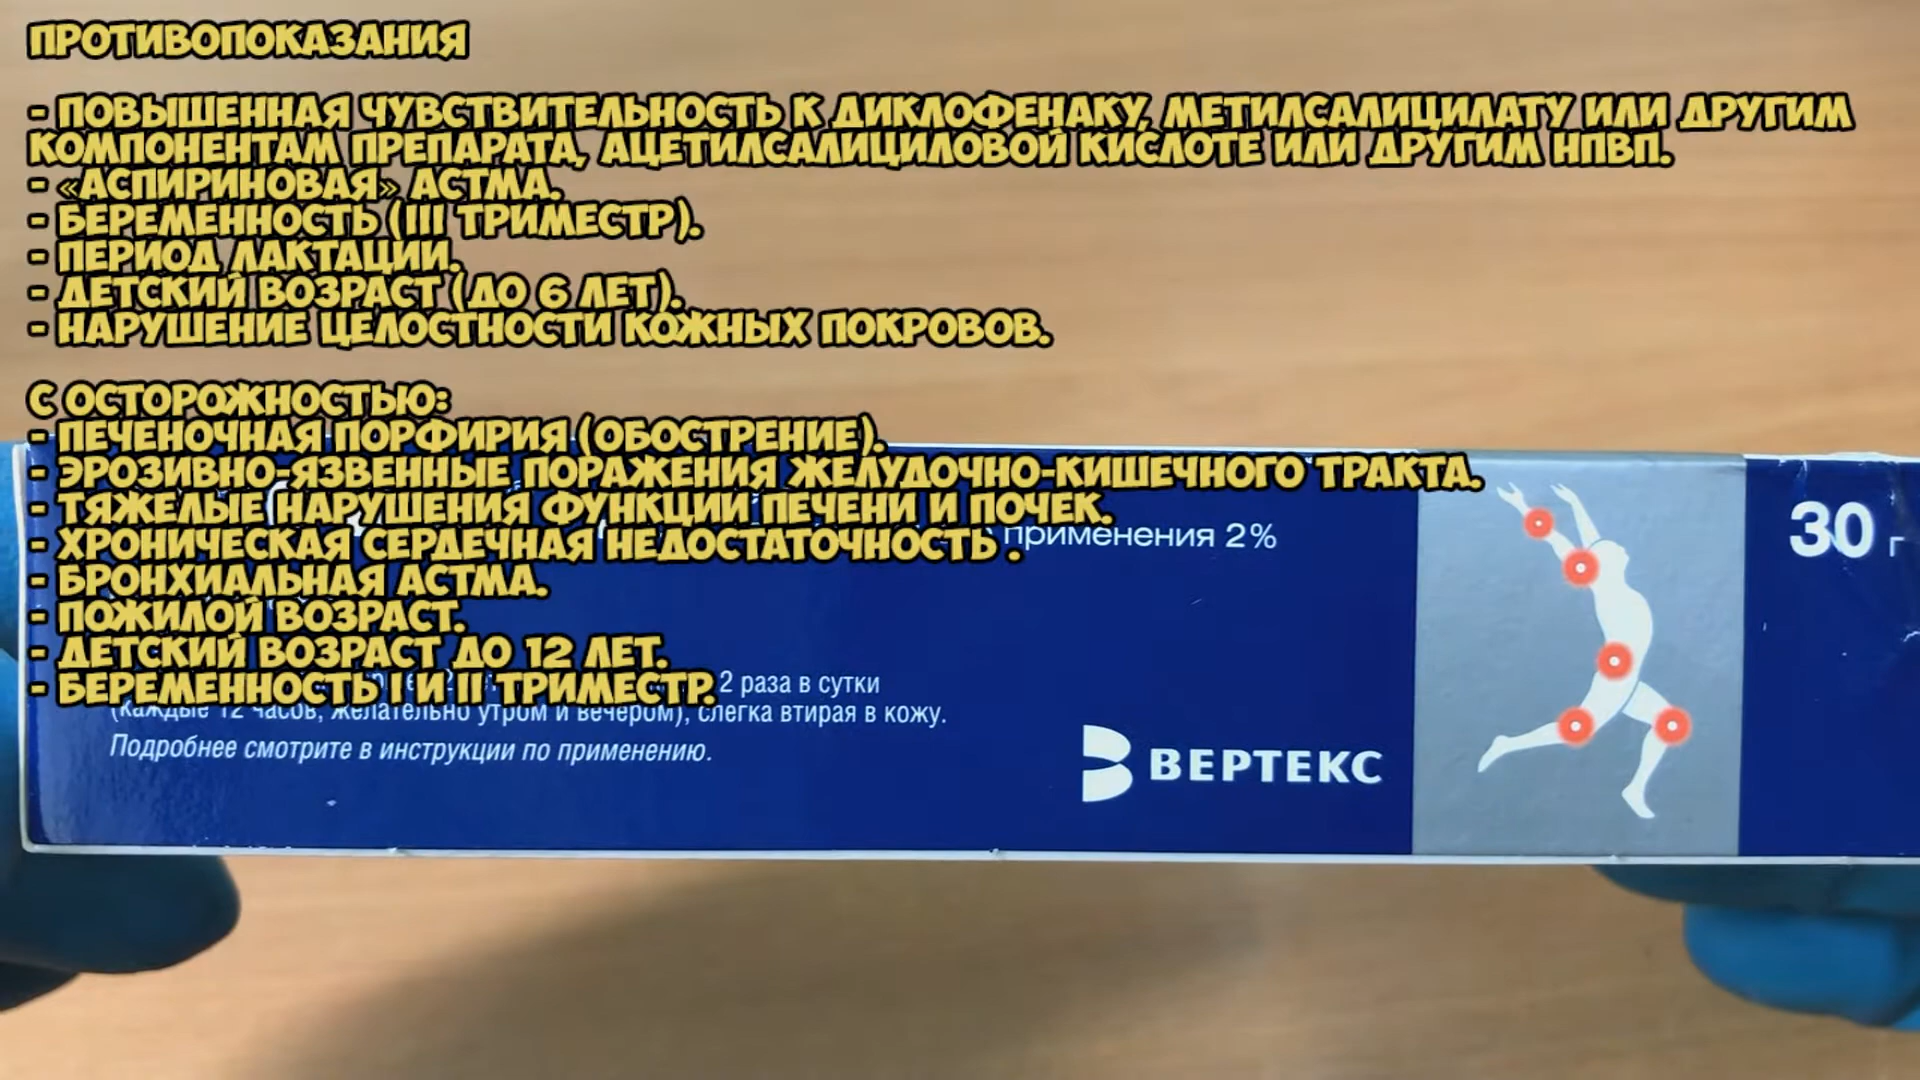 ПРОТИВОПОКАЗАНИЯ
- ПОВЫШЕННАЯ ЧУВСТВИТЕЛЬНОСТЬ К ДИКЛОФЕНАКУ, МЕТИЛСАЛИЦИЛАТУ ИЛИ ДРУГИМ
КОМПОНЕНТАМ ПРЕПАРАТА, АЦЕТИЛСАЛИЦИЛОВОЙ КИСЛОТЕ ИЛИ ДРУГИМ НПВП.
- «АСПИРИНОВАЯ» АСТМА.
- БЕРЕМЕННОСТЬ (III ТРИМЕСТР).
- ПЕРИОД ЛАКТАЦИИ.
- ДЕТСКИЙ ВОЗРАСТ (ДО 6 ЛЕТ).
- НАРУШЕНИЕ ЦЕЛОСТНОСТИ КОЖНЫХ ПОКРОВОВ.
С ОСТОРОЖНОСТЬЮ:
- ПЕЧЕНОЧНАЯ ПОРФИРИЯ (ОБОСТРЕНИЕ).
- ЭРОЗИВНО-ЯЗВЕННЫЕ ПОРАЖЕНИЯ ЖЕЛУДОЧНО-КИШЕЧНОГО ТРАКТА.
- ТЯЖЕЛЫЕ НАРУШЕНИЯ ФУНКЦИИ ПЕЧЕНИ И ПОЧЕК.
- ХРОНИЧЕСКАЯ СЕРДЕЧНАЯ НЕДОСТАТОЧНОСТЬ .
- БРОНХИАЛЬНАЯ АСТМА.
- ПОЖИЛОЙ ВОЗРАСТ.
- ДЕТСКИЙ ВОЗРАСТ ДО 12 ЛЕТ.
- БЕРЕМЕННОСТЬ I И II ТРИМЕСТР.
применения 2%
30 г
2 раза в сутки
(каждые 12 часов, желательно утром и вечером), слегка втирая в кожу.
Подробнее смотрите в инструкции по применению.
ВЕРТЕКС